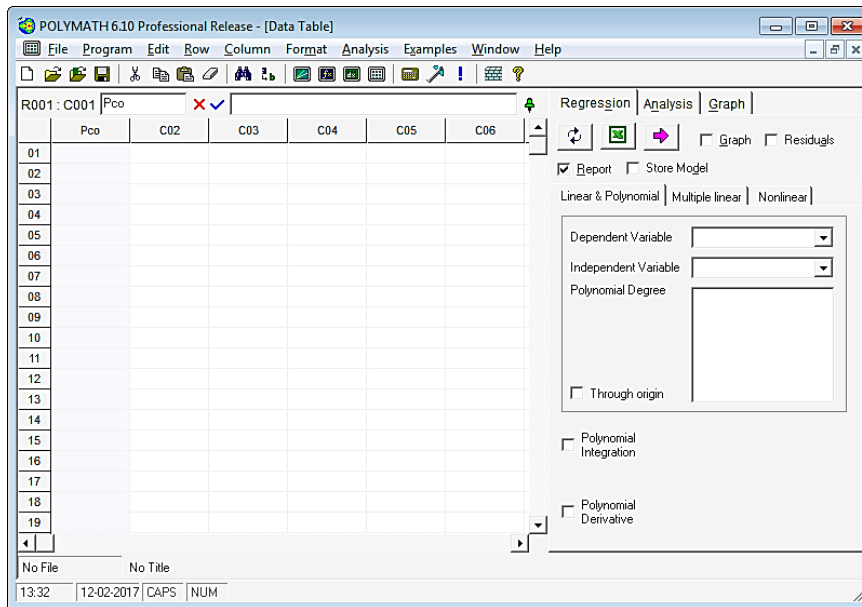 POLYMATH 6.10 Professional Release - [Data Table]
File Program Edit Row Column Format Analysis Examples Window Help
R001 : C001 Pco
Pco C02 C03 C04 C05 C06
01
02
03
04
05
06
07
08
09
10
11
12
13
14
15
16
17
18
19
Regression Analysis Graph
Graph Residuals
Report Store Model
Linear & Polynomial Multiple linear Nonlinear
Dependent Variable
Independent Variable
Polynomial Degree
Through origin
Polynomial
Integration
Polynomial
Derivative
No File No Title
13:32 12-02-2017 CAPS NUM